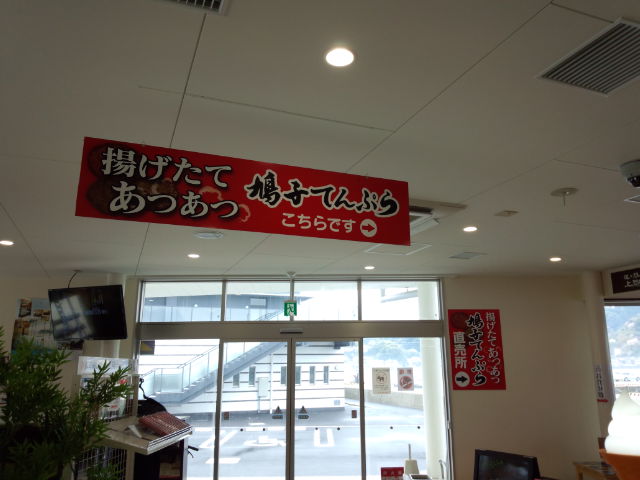 揚げたて
あつあつ
鳩子てんぷら
こちらです
揚げたてあつあつ
鳩子てんぷら
直売所